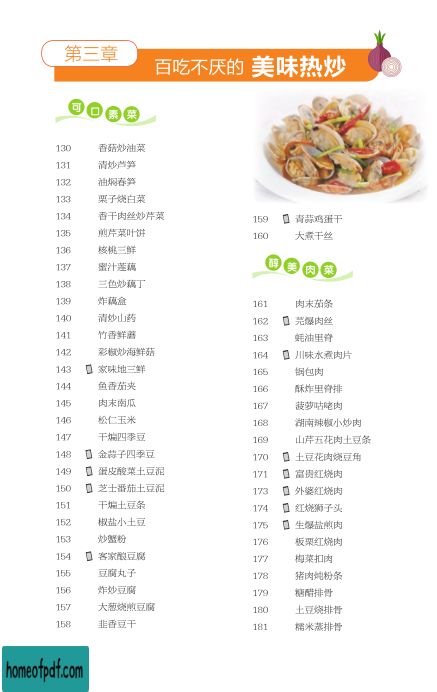 第三章
百吃不厌的 美味热炒
可口素菜
130 香菇炒油菜
131 清炒芦笋
132 油焖春笋
133 栗子烧白菜
134 香干肉丝炒芹菜
135 煎芹菜叶饼
136 核桃三鲜
137 蜜汁莲藕
138 三色炒藕丁
139 炸藕盒
140 清炒山药
141 竹香鲜蘑
142 彩椒炒海鲜菇
143 家味地三鲜
144 鱼香茄夹
145 肉末南瓜
146 松仁玉米
147 干煸四季豆
148 金蒜子四季豆
149 蛋皮酸菜土豆泥
150 芝士番茄土豆泥
151 干煸土豆条
152 椒盐小土豆
153 炒蟹粉
154 客家酿豆腐
155 豆腐丸子
156 炸炒豆腐
157 大葱烧煎豆腐
158 韭香豆干
159 青蒜鸡蛋干
160 大煮干丝
醇美肉菜
161 肉末茄条
162 芫爆肉丝
163 蚝油里脊
164 川味水煮肉片
165 锅包肉
166 酥炸里脊排
167 菠萝咕咾肉
168 湖南辣椒小炒肉
169 山芹五花肉土豆条
170 土豆花肉烧豆角
171 富贵红烧肉
173 外婆红烧肉
174 红烧狮子头
175 生爆盐煎肉
176 板栗红烧肉
177 梅菜扣肉
178 猪肉炖粉条
179 糖醋排骨
180 土豆烧排骨
181 糯米蒸排骨
homeofpdf.com